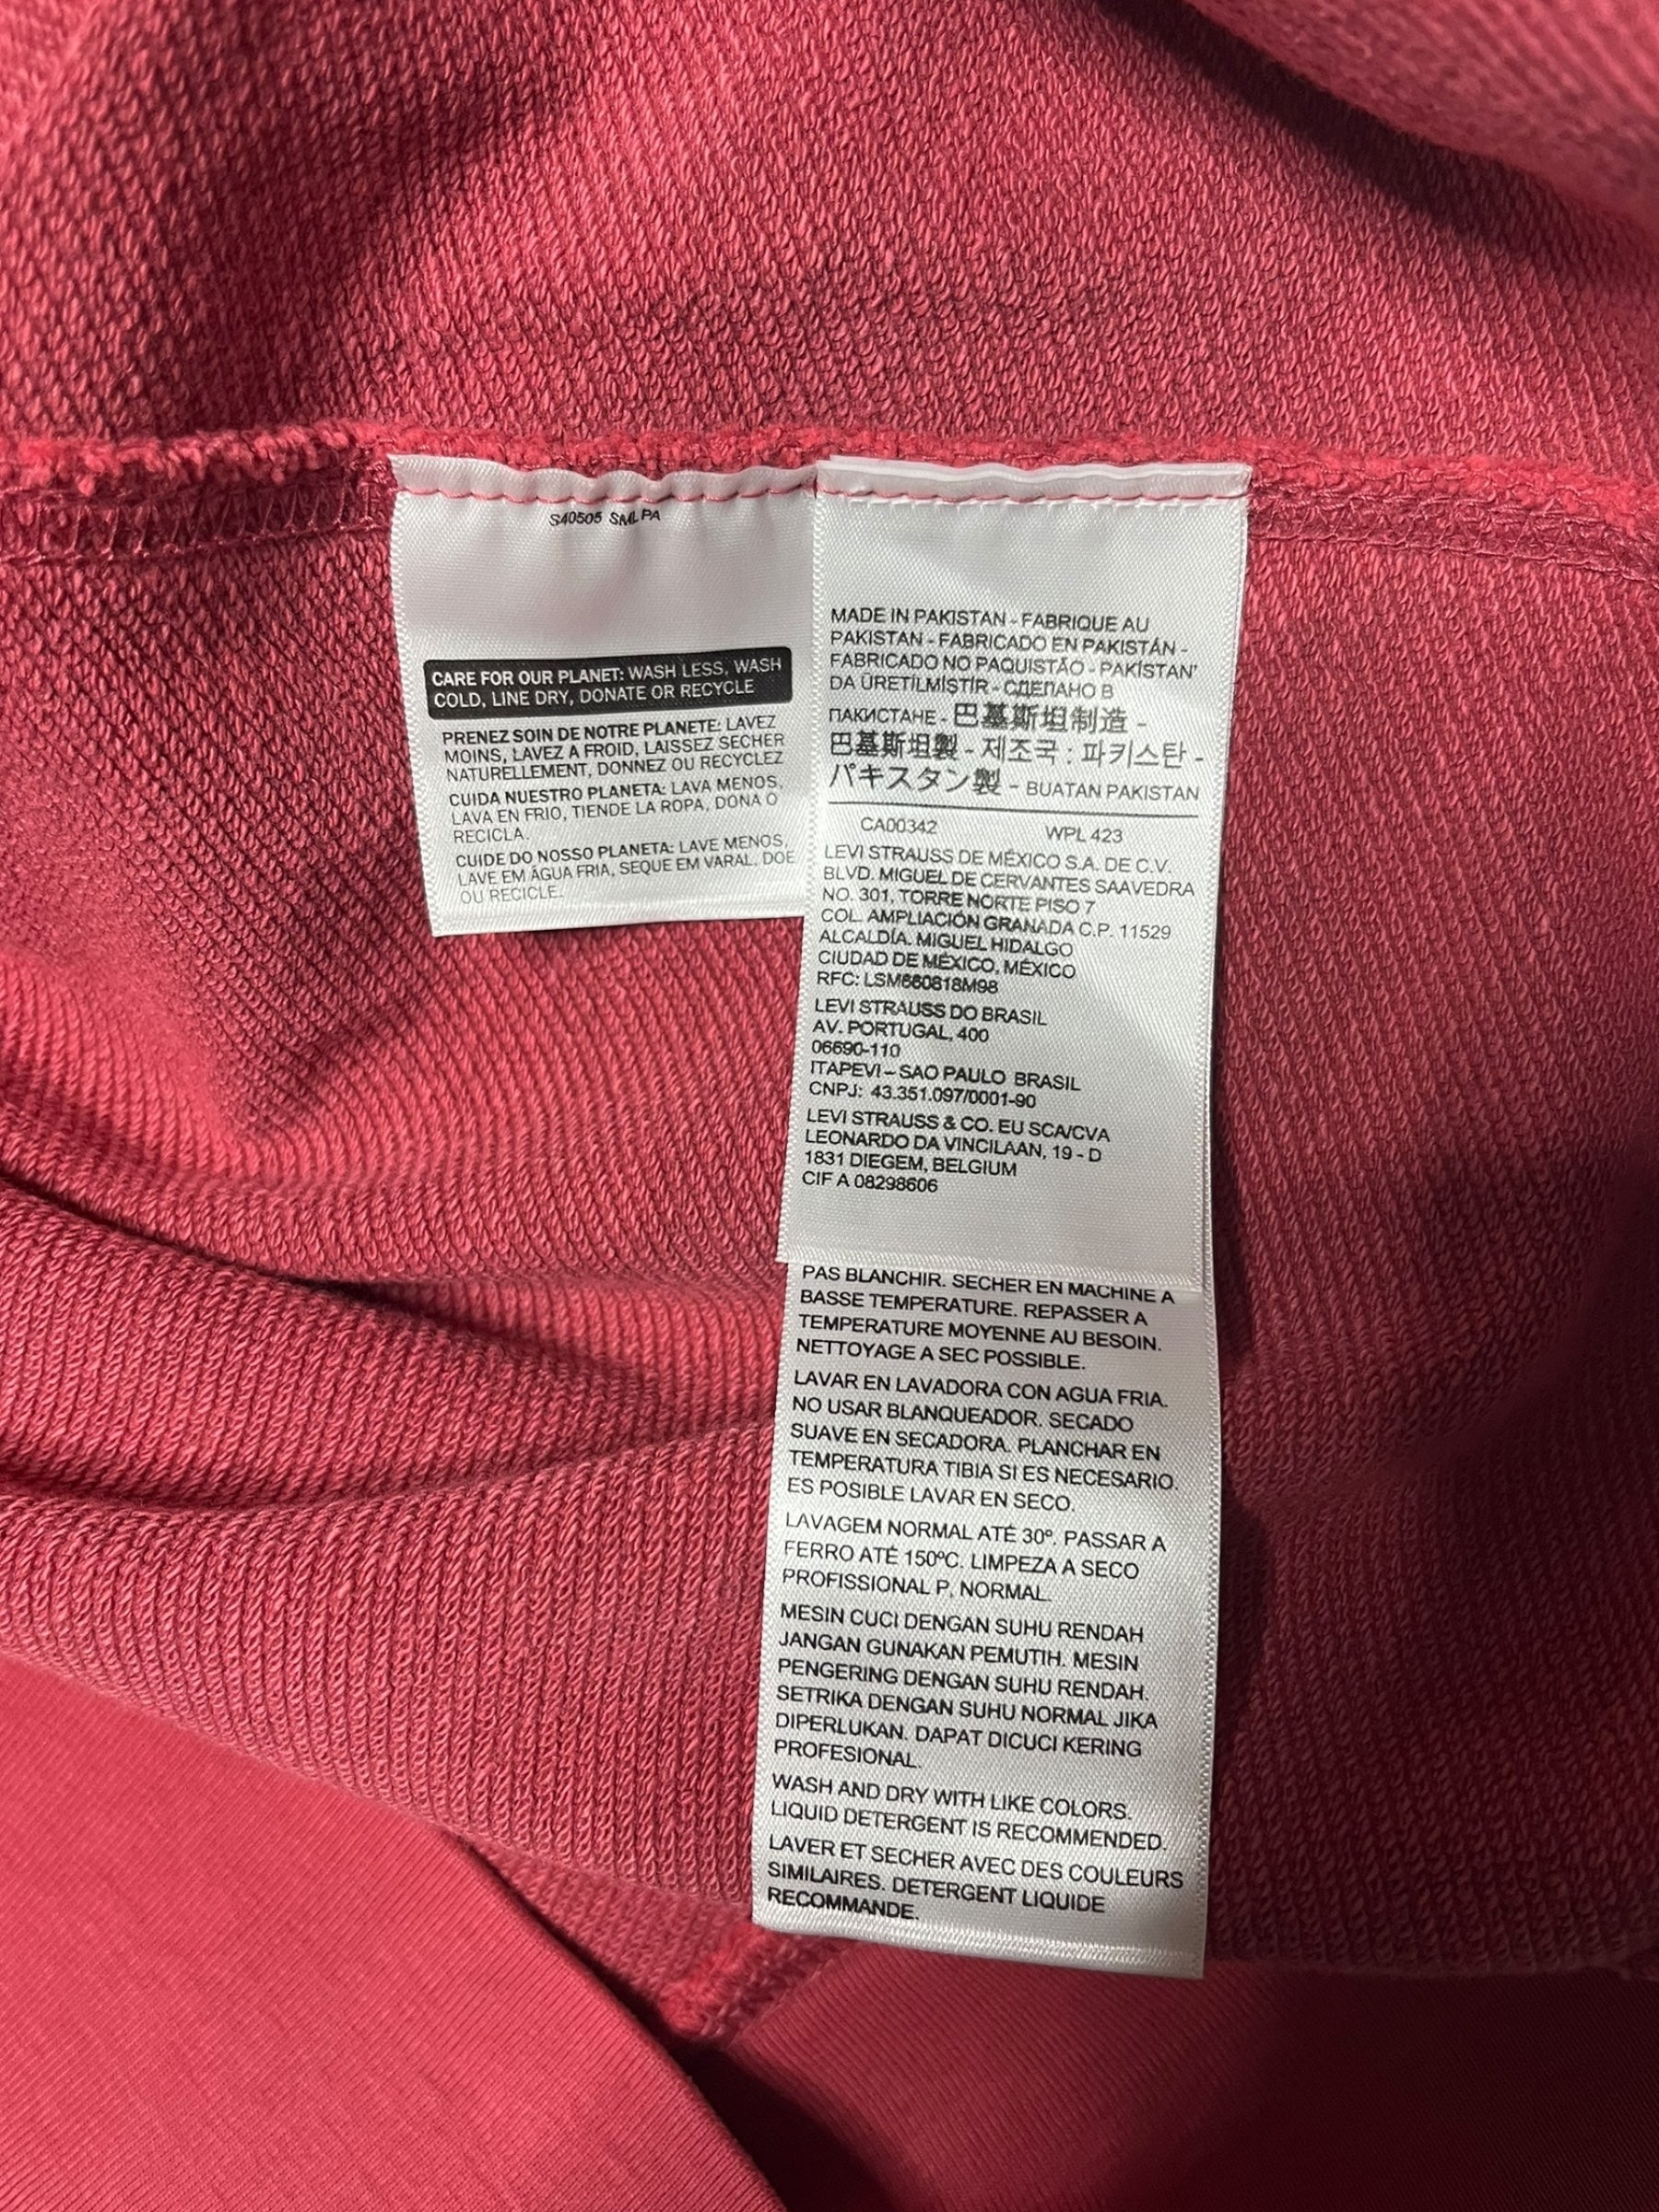 S40505 SML PA
CARE FOR OUR PLANET: WASH LESS, WASH
COLD, LINE DRY, DONATE OR RECYCLE
PRENEZ SOIN DE NOTRE PLANETE: LAVEZ
MOINS, LAVEZ A FROID, LAISSEZ SECHER
NATURELLEMENT, DONNEZ OU RECYCLEZ
CUIDA NUESTRO PLANETA: LAVA MENOS,
LAVA EN FRIO, TIENDE LA ROPA, DONA O
RECICLA.
CUIDE DO NOSSO PLANETA: LAVE MENOS,
LAVE EM ÁGUA FRIA, SEQUE EM VARAL, DOE
OU RECICLE.
MADE IN PAKISTAN - FABRIQUE AU
PAKISTAN - FABRICADO EN PAKISTÁN -
FABRICADO NO PAQUISTÃO - PAKİSTAN'
DA ÜRETİLMİŞTİR - СДЕЛАНО В
ПАКИСТАНЕ - 巴基斯坦制造 -
巴基斯坦製 - 제조국 : 파키스탄 -
パキスタン製 - BUATAN PAKISTAN
CA00342 WPL 423
LEVI STRAUSS DE MÉXICO S.A. DE C.V.
BLVD. MIGUEL DE CERVANTES SAAVEDRA
NO. 301, TORRE NORTE PISO 7
COL. AMPLIACIÓN GRANADA C.P. 11529
ALCALDÍA. MIGUEL HIDALGO
CIUDAD DE MÉXICO, MÉXICO
RFC: LSM660818M98
LEVI STRAUSS DO BRASIL
AV. PORTUGAL, 400
06690-110
ITAPEVI – SAO PAULO BRASIL
CNPJ: 43.351.097/0001-90
LEVI STRAUSS & CO. EU SCA/CVA
LEONARDO DA VINCILAAN, 19 - D
1831 DIEGEM, BELGIUM
CIF A 08298606
PAS BLANCHIR. SECHER EN MACHINE A
BASSE TEMPERATURE. REPASSER A
TEMPERATURE MOYENNE AU BESOIN.
NETTOYAGE A SEC POSSIBLE.
LAVAR EN LAVADORA CON AGUA FRIA.
NO USAR BLANQUEADOR. SECADO
SUAVE EN SECADORA. PLANCHAR EN
TEMPERATURA TIBIA SI ES NECESARIO.
ES POSIBLE LAVAR EN SECO.
LAVAGEM NORMAL ATÉ 30º. PASSAR A
FERRO ATÉ 150ºC. LIMPEZA A SECO
PROFISSIONAL P, NORMAL.
MESIN CUCI DENGAN SUHU RENDAH
JANGAN GUNAKAN PEMUTIH. MESIN
PENGERING DENGAN SUHU RENDAH.
SETRIKA DENGAN SUHU NORMAL JIKA
DIPERLUKAN. DAPAT DICUCI KERING
PROFESIONAL.
WASH AND DRY WITH LIKE COLORS.
LIQUID DETERGENT IS RECOMMENDED.
LAVER ET SECHER AVEC DES COULEURS
SIMILAIRES. DETERGENT LIQUIDE
RECOMMANDE.